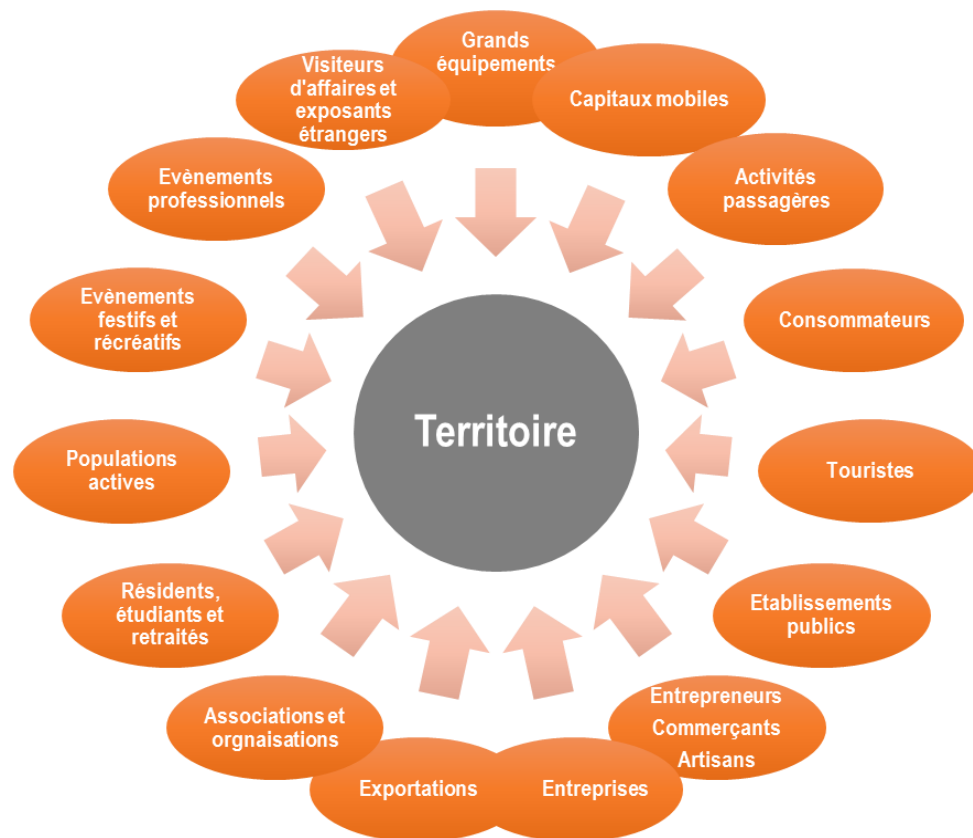 Grands
équipements
Capitaux mobiles
Activités
passagères
Consommateurs
Touristes
Etablissements
publics
Entrepreneurs
Commerçants
Artisans
Entreprises
Exportations
Associations et
orgnaisations
Résidents,
étudiants et
retraités
Populations
actives
Evènements
festifs et
récréatifs
Evènements
professionnels
Visiteurs
d'affaires et
exposants
étrangers
Territoire